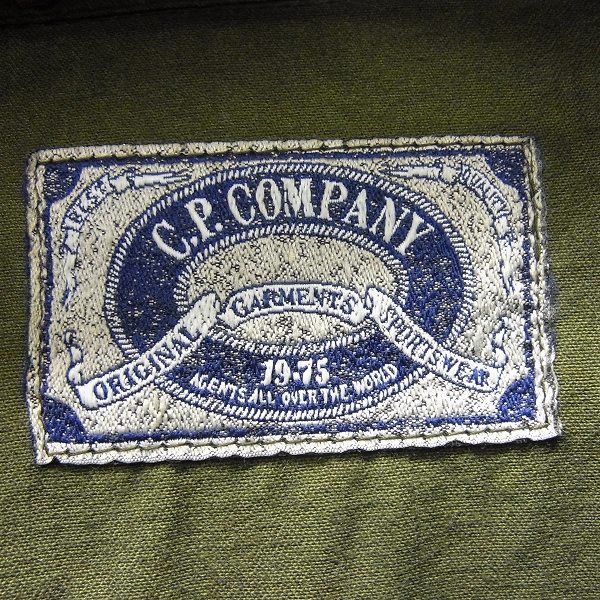 C.P. COMPANY
ORIGINAL GARMENTS SPORTSWEAR
19-75
AGENTS ALL OVER THE WORLD